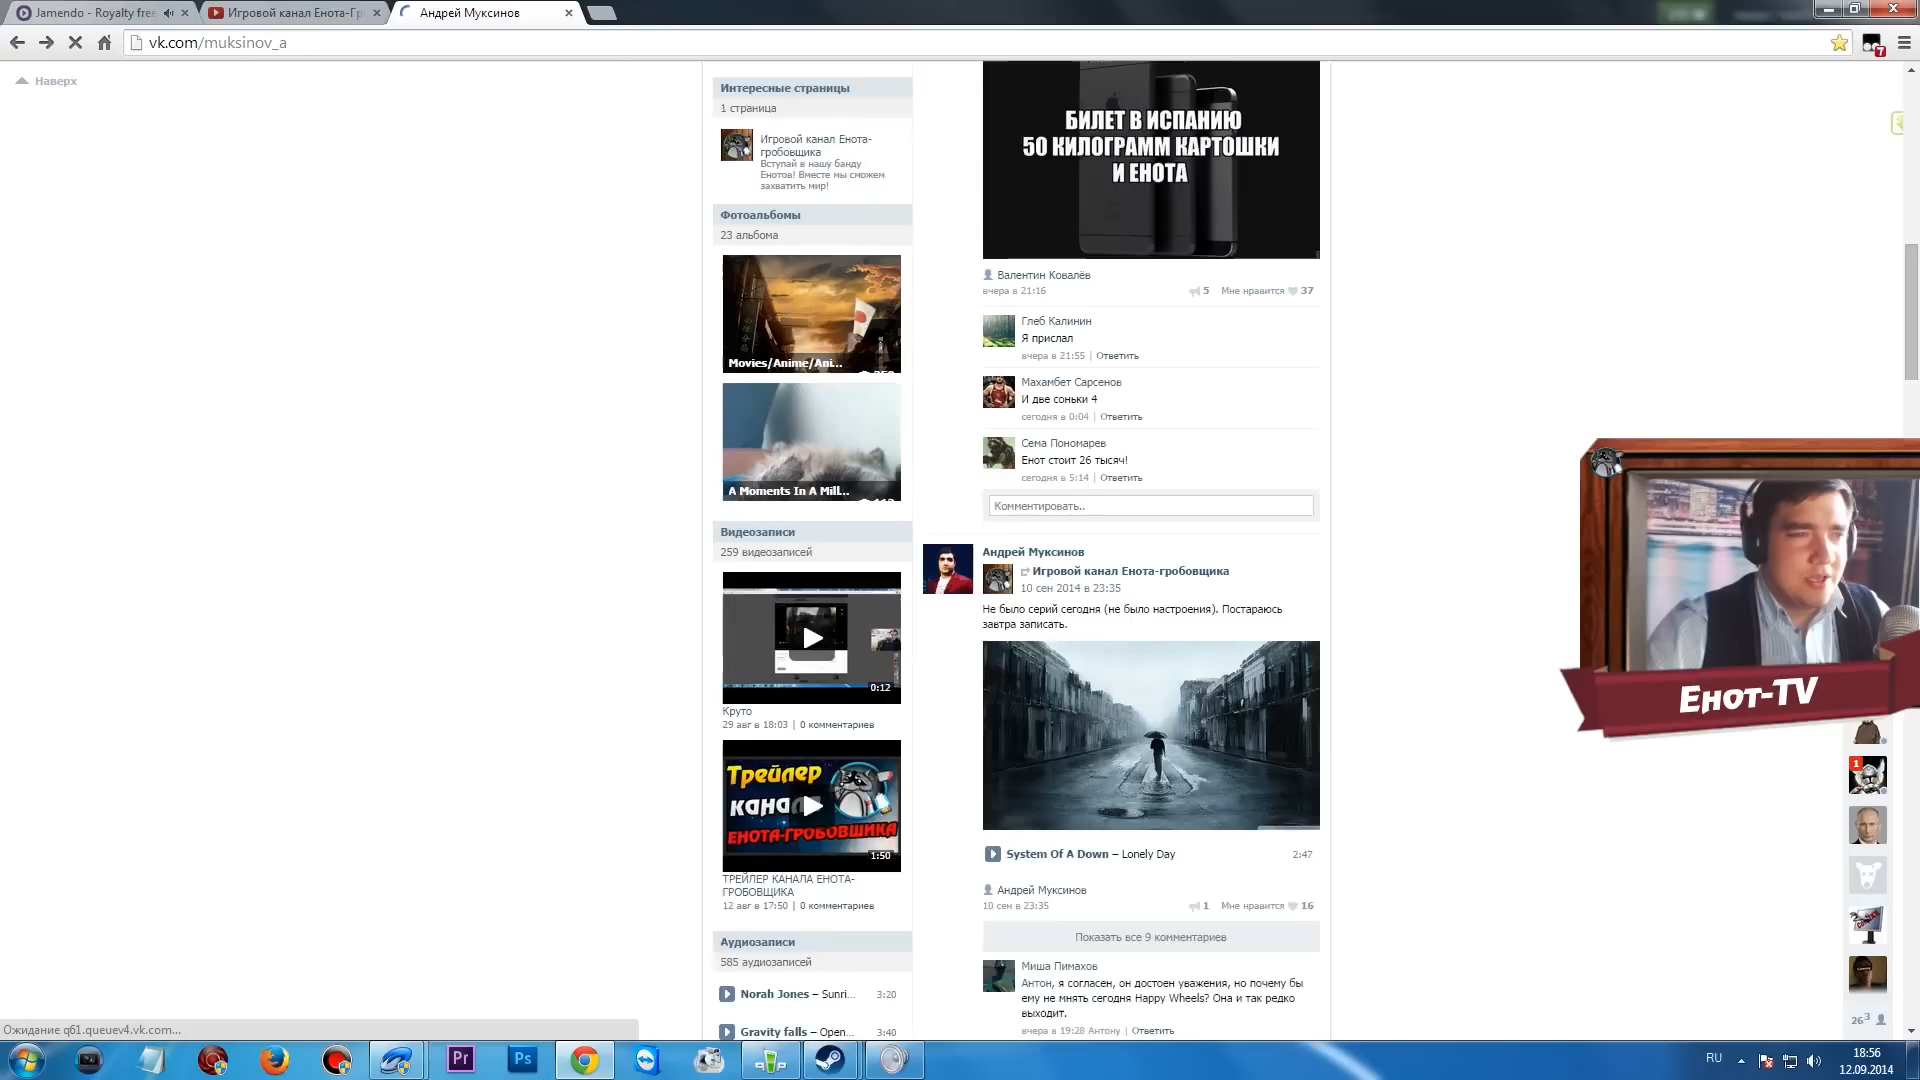 Jamendo - Royalty free
Игровой канал Енота-Гр
Андрей Муксинов
vk.com/muksinov_a
Наверх
Интересные страницы
1 страница
Игровой канал Енота-
гробовщика
Вступай в нашу банду
Енотов! Вместе мы сможем
захватить мир!
Фотоальбомы
23 альбома
Movies/Anime/Ani...
A Moments In A Mill...
Видеозаписи
259 видеозаписей
0:12
Круто
29 авг в 18:03 | 0 комментариев
Трейлер
канала
ЕНОТА-ГРОБОВЩИКА
1:50
ТРЕЙЛЕР КАНАЛА ЕНОТА-
ГРОБОВЩИКА
12 авг в 17:50 | 0 комментариев
Аудиозаписи
585 аудиозаписей
Norah Jones – Sunri...
3:20
Gravity falls – Open...
3:40
БИЛЕТ В ИСПАНИЮ
50 КИЛОГРАММ КАРТОШКИ
И ЕНОТА
Валентин Ковалёв
вчера в 21:16
5
Мне нравится
37
Глеб Калинин
Я прислал
вчера в 21:55 | Ответить
Махамбет Сарсенов
И две соньки 4
сегодня в 0:04 | Ответить
Сема Пономарев
Енот стоит 26 тысяч!
сегодня в 5:14 | Ответить
Комментировать..
Андрей Муксинов
Игровой канал Енота-гробовщика
10 сен 2014 в 23:35
Не было серий сегодня (не было настроения). Постараюсь
завтра записать.
System Of A Down – Lonely Day
2:47
Андрей Муксинов
10 сен в 23:35
1
Мне нравится
16
Показать все 9 комментариев
Миша Пимахов
Антон, я согласен, он достоен уважения, но почему бы
ему не мнять сегодня Happy Wheels? Она и так редко
выходит.
вчера в 19:28 Антону | Ответить
Енот-TV
1
26³
7
Ожидание q61.queuev4.vk.com...
Pr
Ps
RU
18:56
12.09.2014